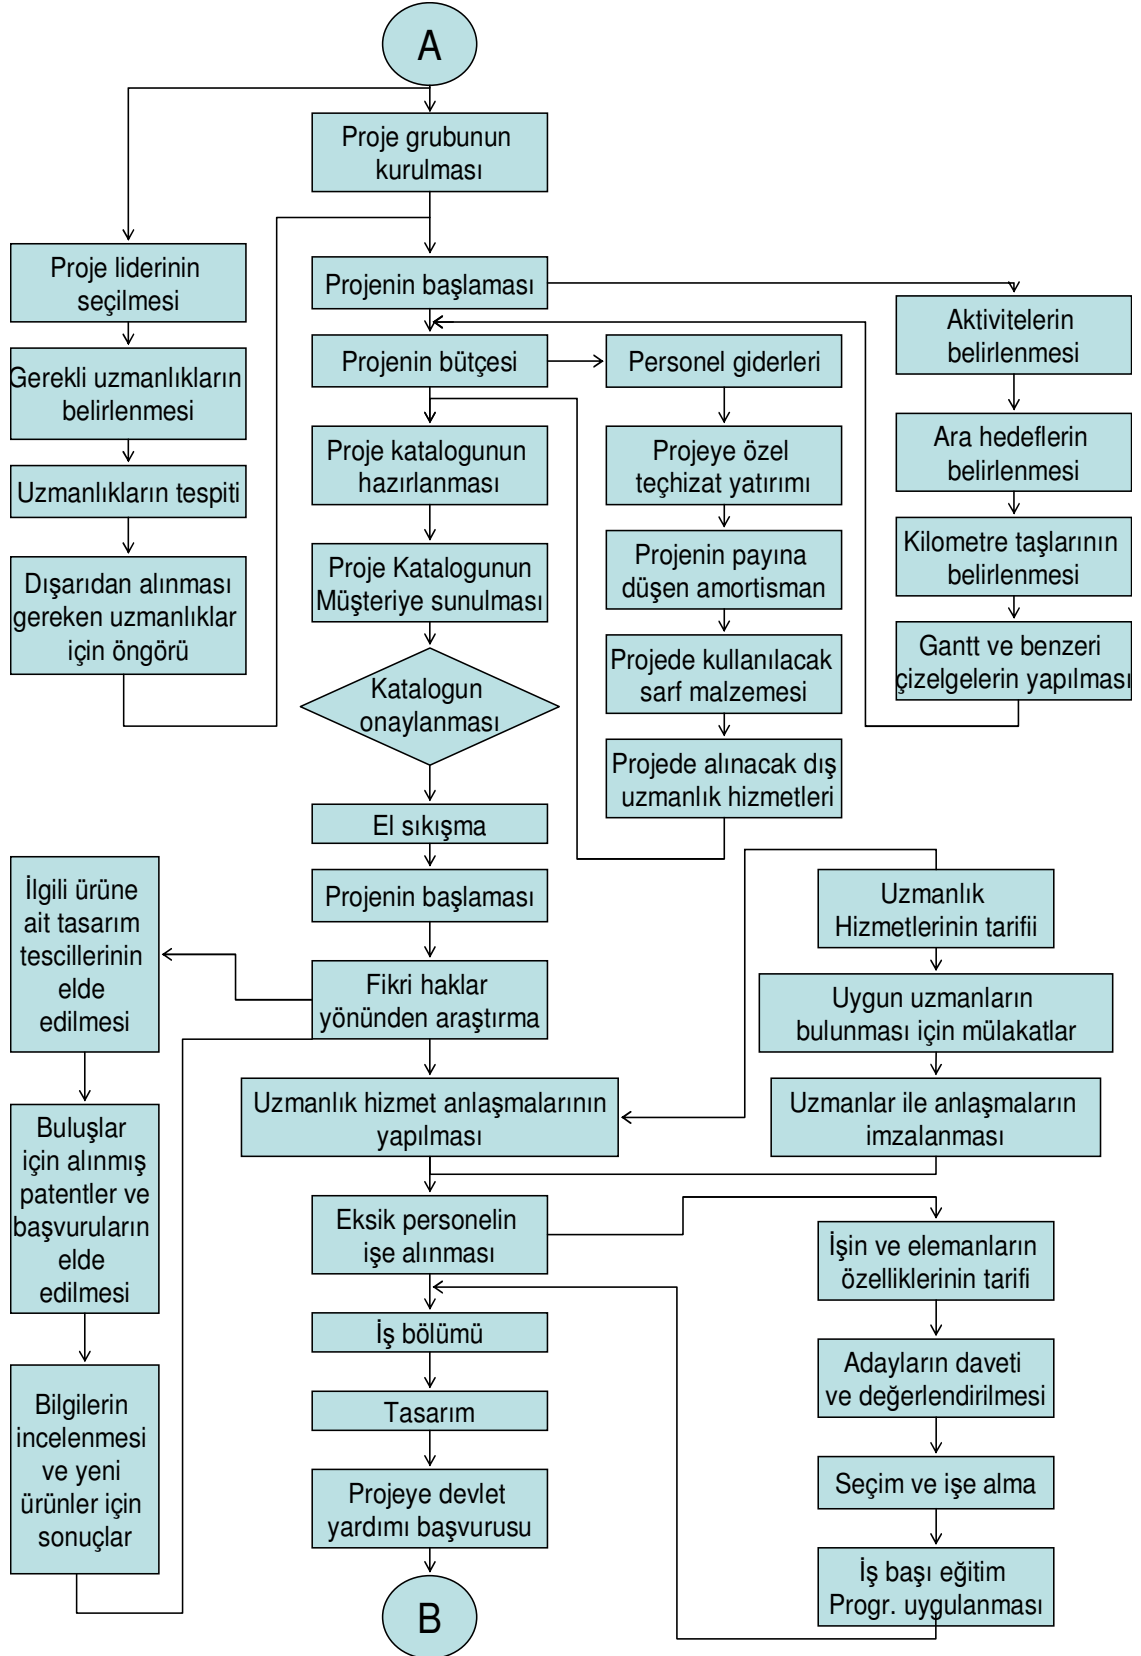 A
Proje grubunun
kurulması
Proje liderinin
seçilmesi
Gerekli uzmanlıkların
belirlenmesi
Uzmanlıkların tespiti
Dışarıdan alınması
gereken uzmanlıklar
için öngörü
Projenin başlaması
Aktivitelerin
belirlenmesi
Ara hedeflerin
belirlenmesi
Kilometre taşlarının
belirlenmesi
Gantt ve benzeri
çizelgelerin yapılması
Projenin bütçesi
Personel giderleri
Projeye özel
teçhizat yatırımı
Projenin payına
düşen amortisman
Projede kullanılacak
sarf malzemesi
Projede alınacak dış
uzmanlık hizmetleri
Proje katalogunun
hazırlanması
Proje Katalogunun
Müşteriye sunulması
Katalogun
onaylanması
El sıkışma
Projenin başlaması
Fikri haklar
yönünden araştırma
İlgili ürüne
ait tasarım
tescillerinin
elde
edilmesi
Buluşlar
için alınmış
patentler ve
başvuruların
elde
edilmesi
Bilgilerin
incelenmesi
ve yeni
ürünler için
sonuçlar
Uzmanlık hizmet anlaşmalarının
yapılması
Uzmanlık
Hizmetlerinin tarifii
Uygun uzmanların
bulunması için mülakatlar
Uzmanlar ile anlaşmaların
imzalanması
Eksik personelin
işe alınması
İşin ve elemanların
özelliklerinin tarifi
Adayların daveti
ve değerlendirilmesi
Seçim ve işe alma
İş başı eğitim
Progr. uygulanması
İş bölümü
Tasarım
Projeye devlet
yardımı başvurusu
B